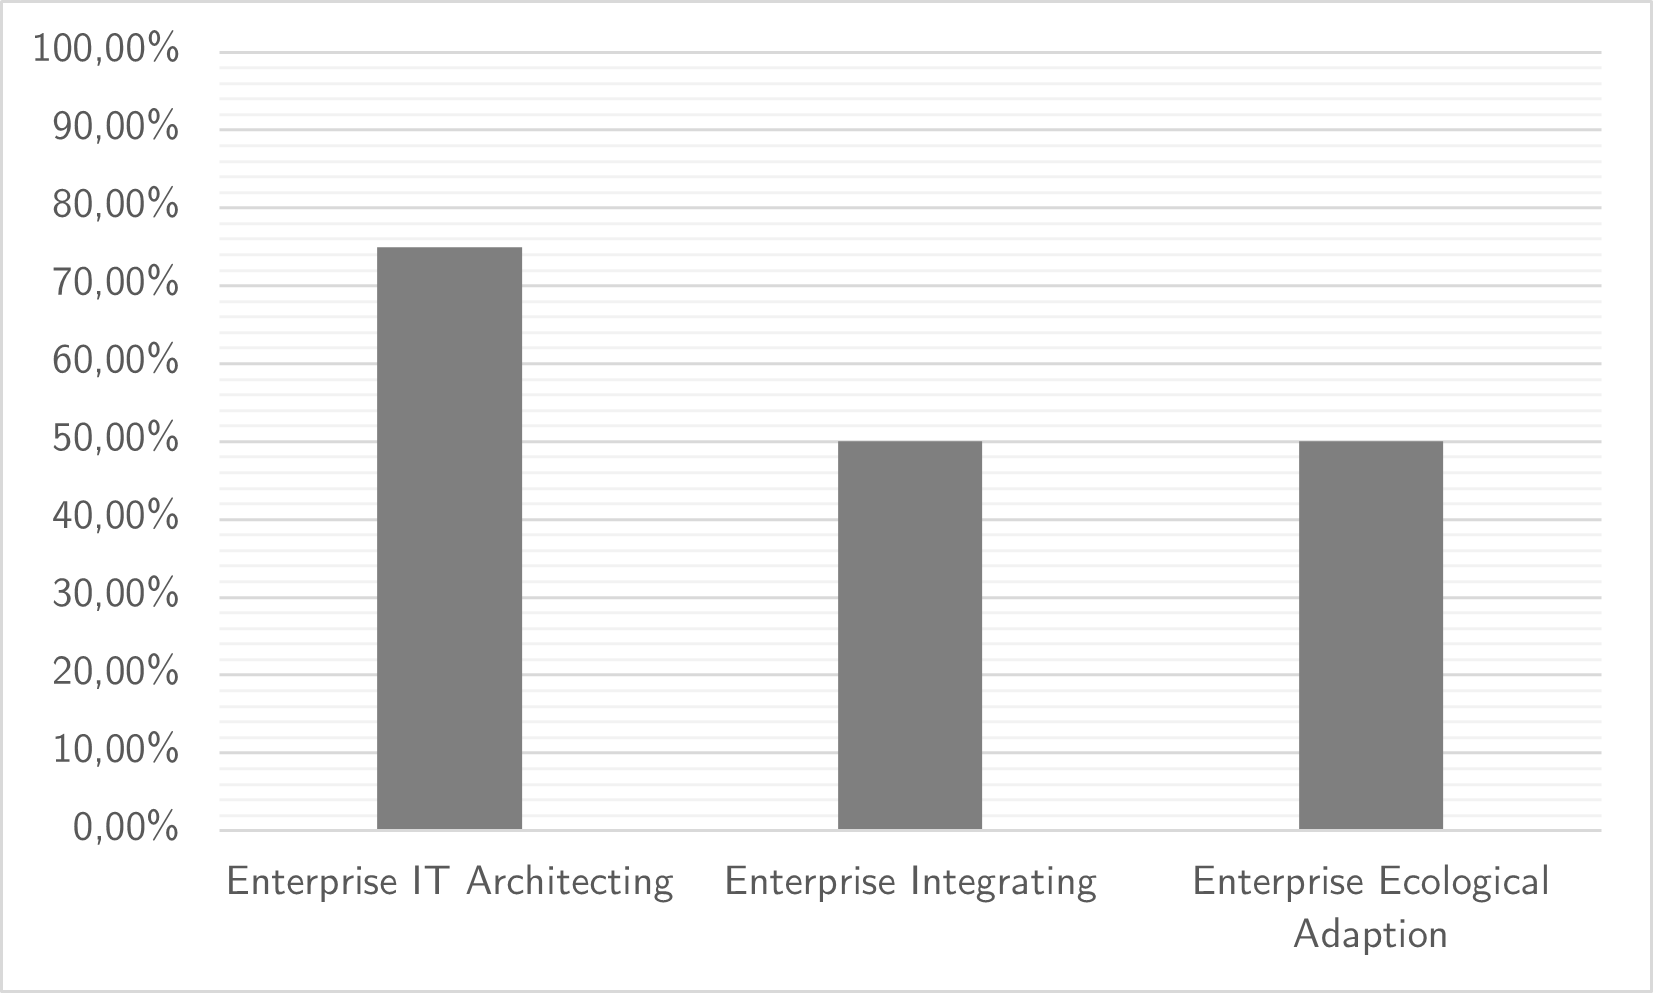 100,00%
90,00%
80,00%
70,00%
60,00%
50,00%
40,00%
30,00%
20,00%
10,00%
0,00%
Enterprise IT Architecting
Enterprise Integrating
Enterprise Ecological
Adaption